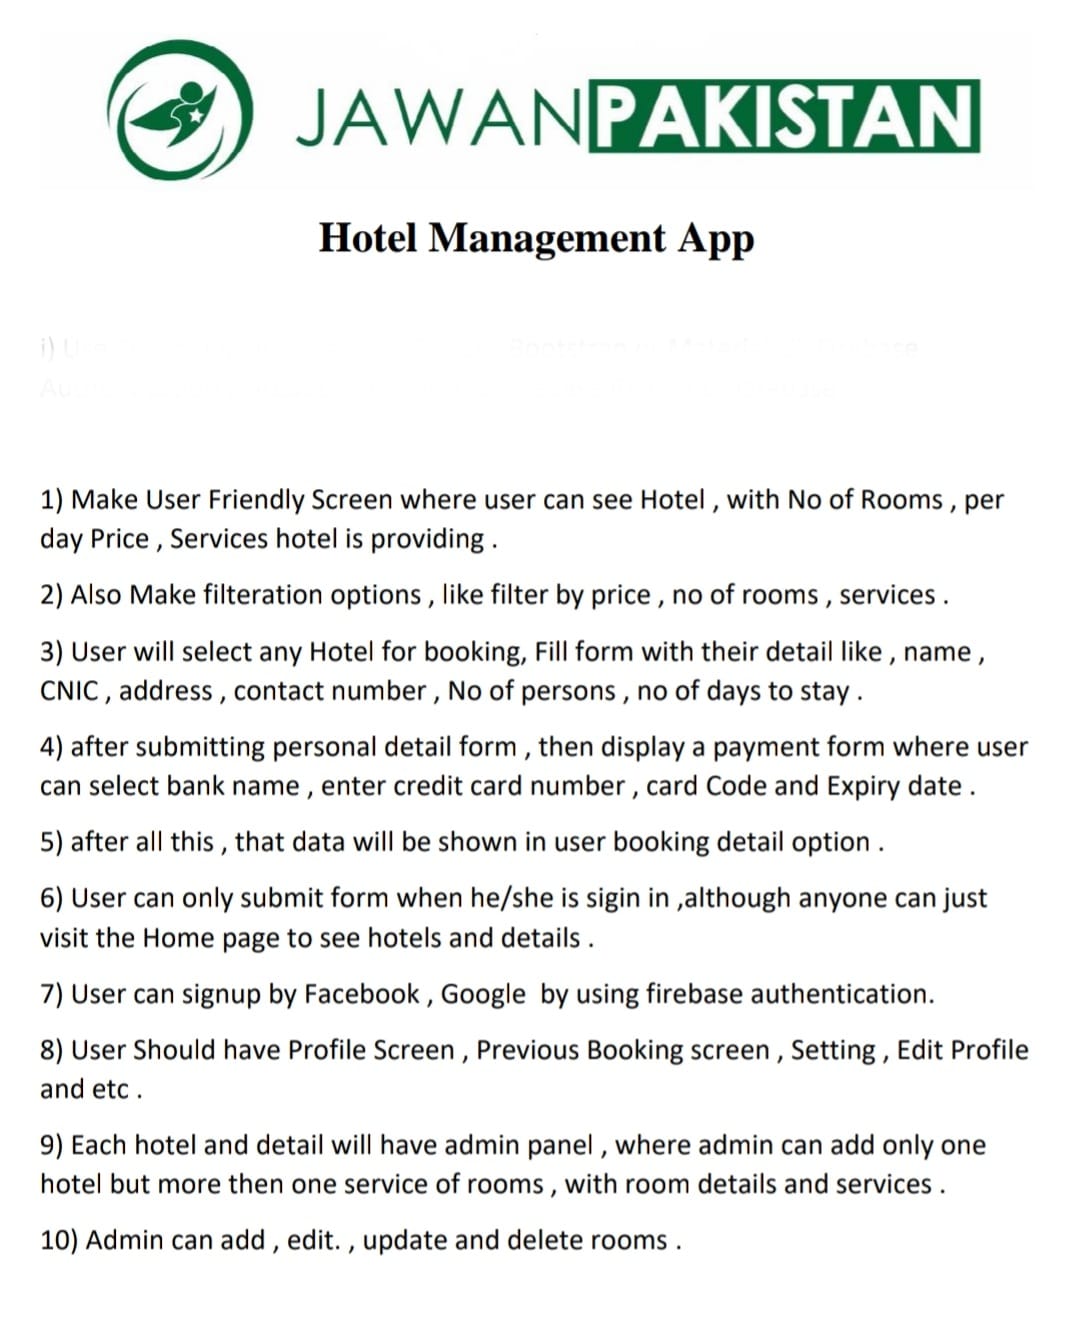 JAWANPAKISTAN
Hotel Management App
1) Make User Friendly Screen where user can see Hotel , with No of Rooms , per
day Price , Services hotel is providing .
2) Also Make filteration options , like filter by price , no of rooms , services .
3) User will select any Hotel for booking, Fill form with their detail like , name ,
CNIC , address , contact number , No of persons , no of days to stay .
4) after submitting personal detail form , then display a payment form where user
can select bank name , enter credit card number , card Code and Expiry date .
5) after all this , that data will be shown in user booking detail option .
6) User can only submit form when he/she is sigin in ,although anyone can just
visit the Home page to see hotels and details .
7) User can signup by Facebook , Google  by using firebase authentication.
8) User Should have Profile Screen , Previous Booking screen , Setting , Edit Profile
and etc .
9) Each hotel and detail will have admin panel , where admin can add only one
hotel but more then one service of rooms , with room details and services .
10) Admin can add , edit. , update and delete rooms .